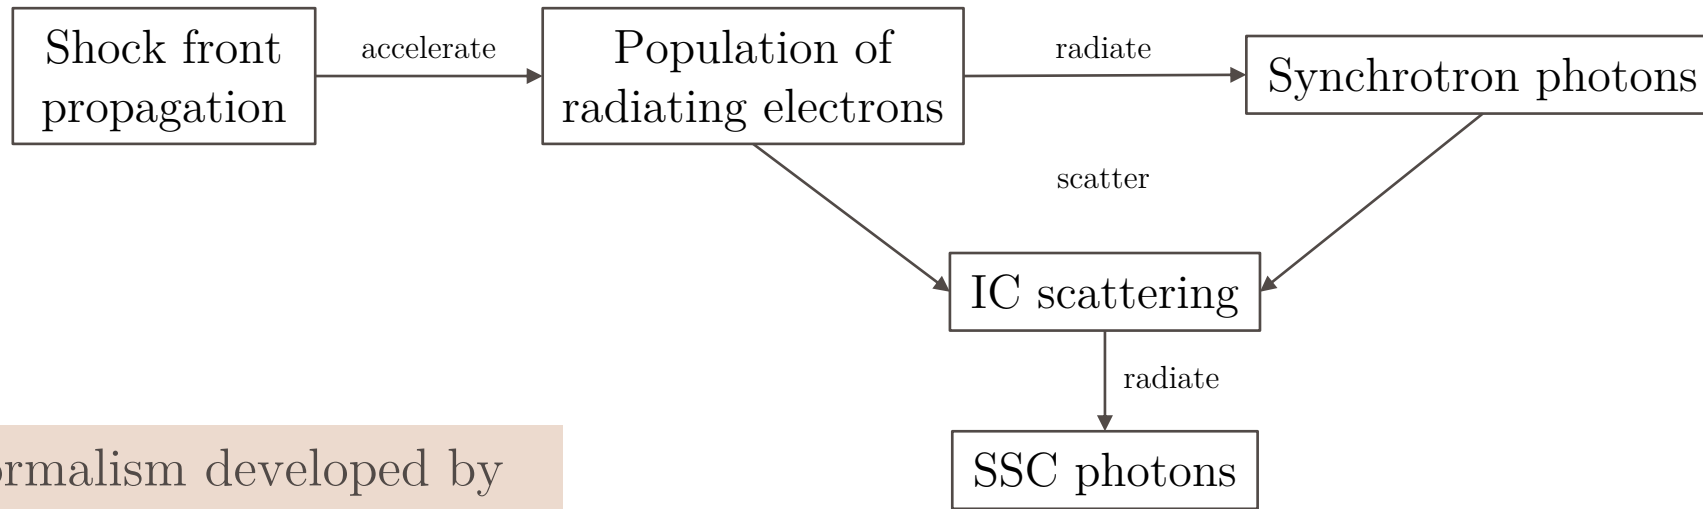 Shock front
propagation
accelerate
Population of
radiating electrons
radiate
Synchrotron photons
scatter
IC scattering
radiate
SSC photons
developed by